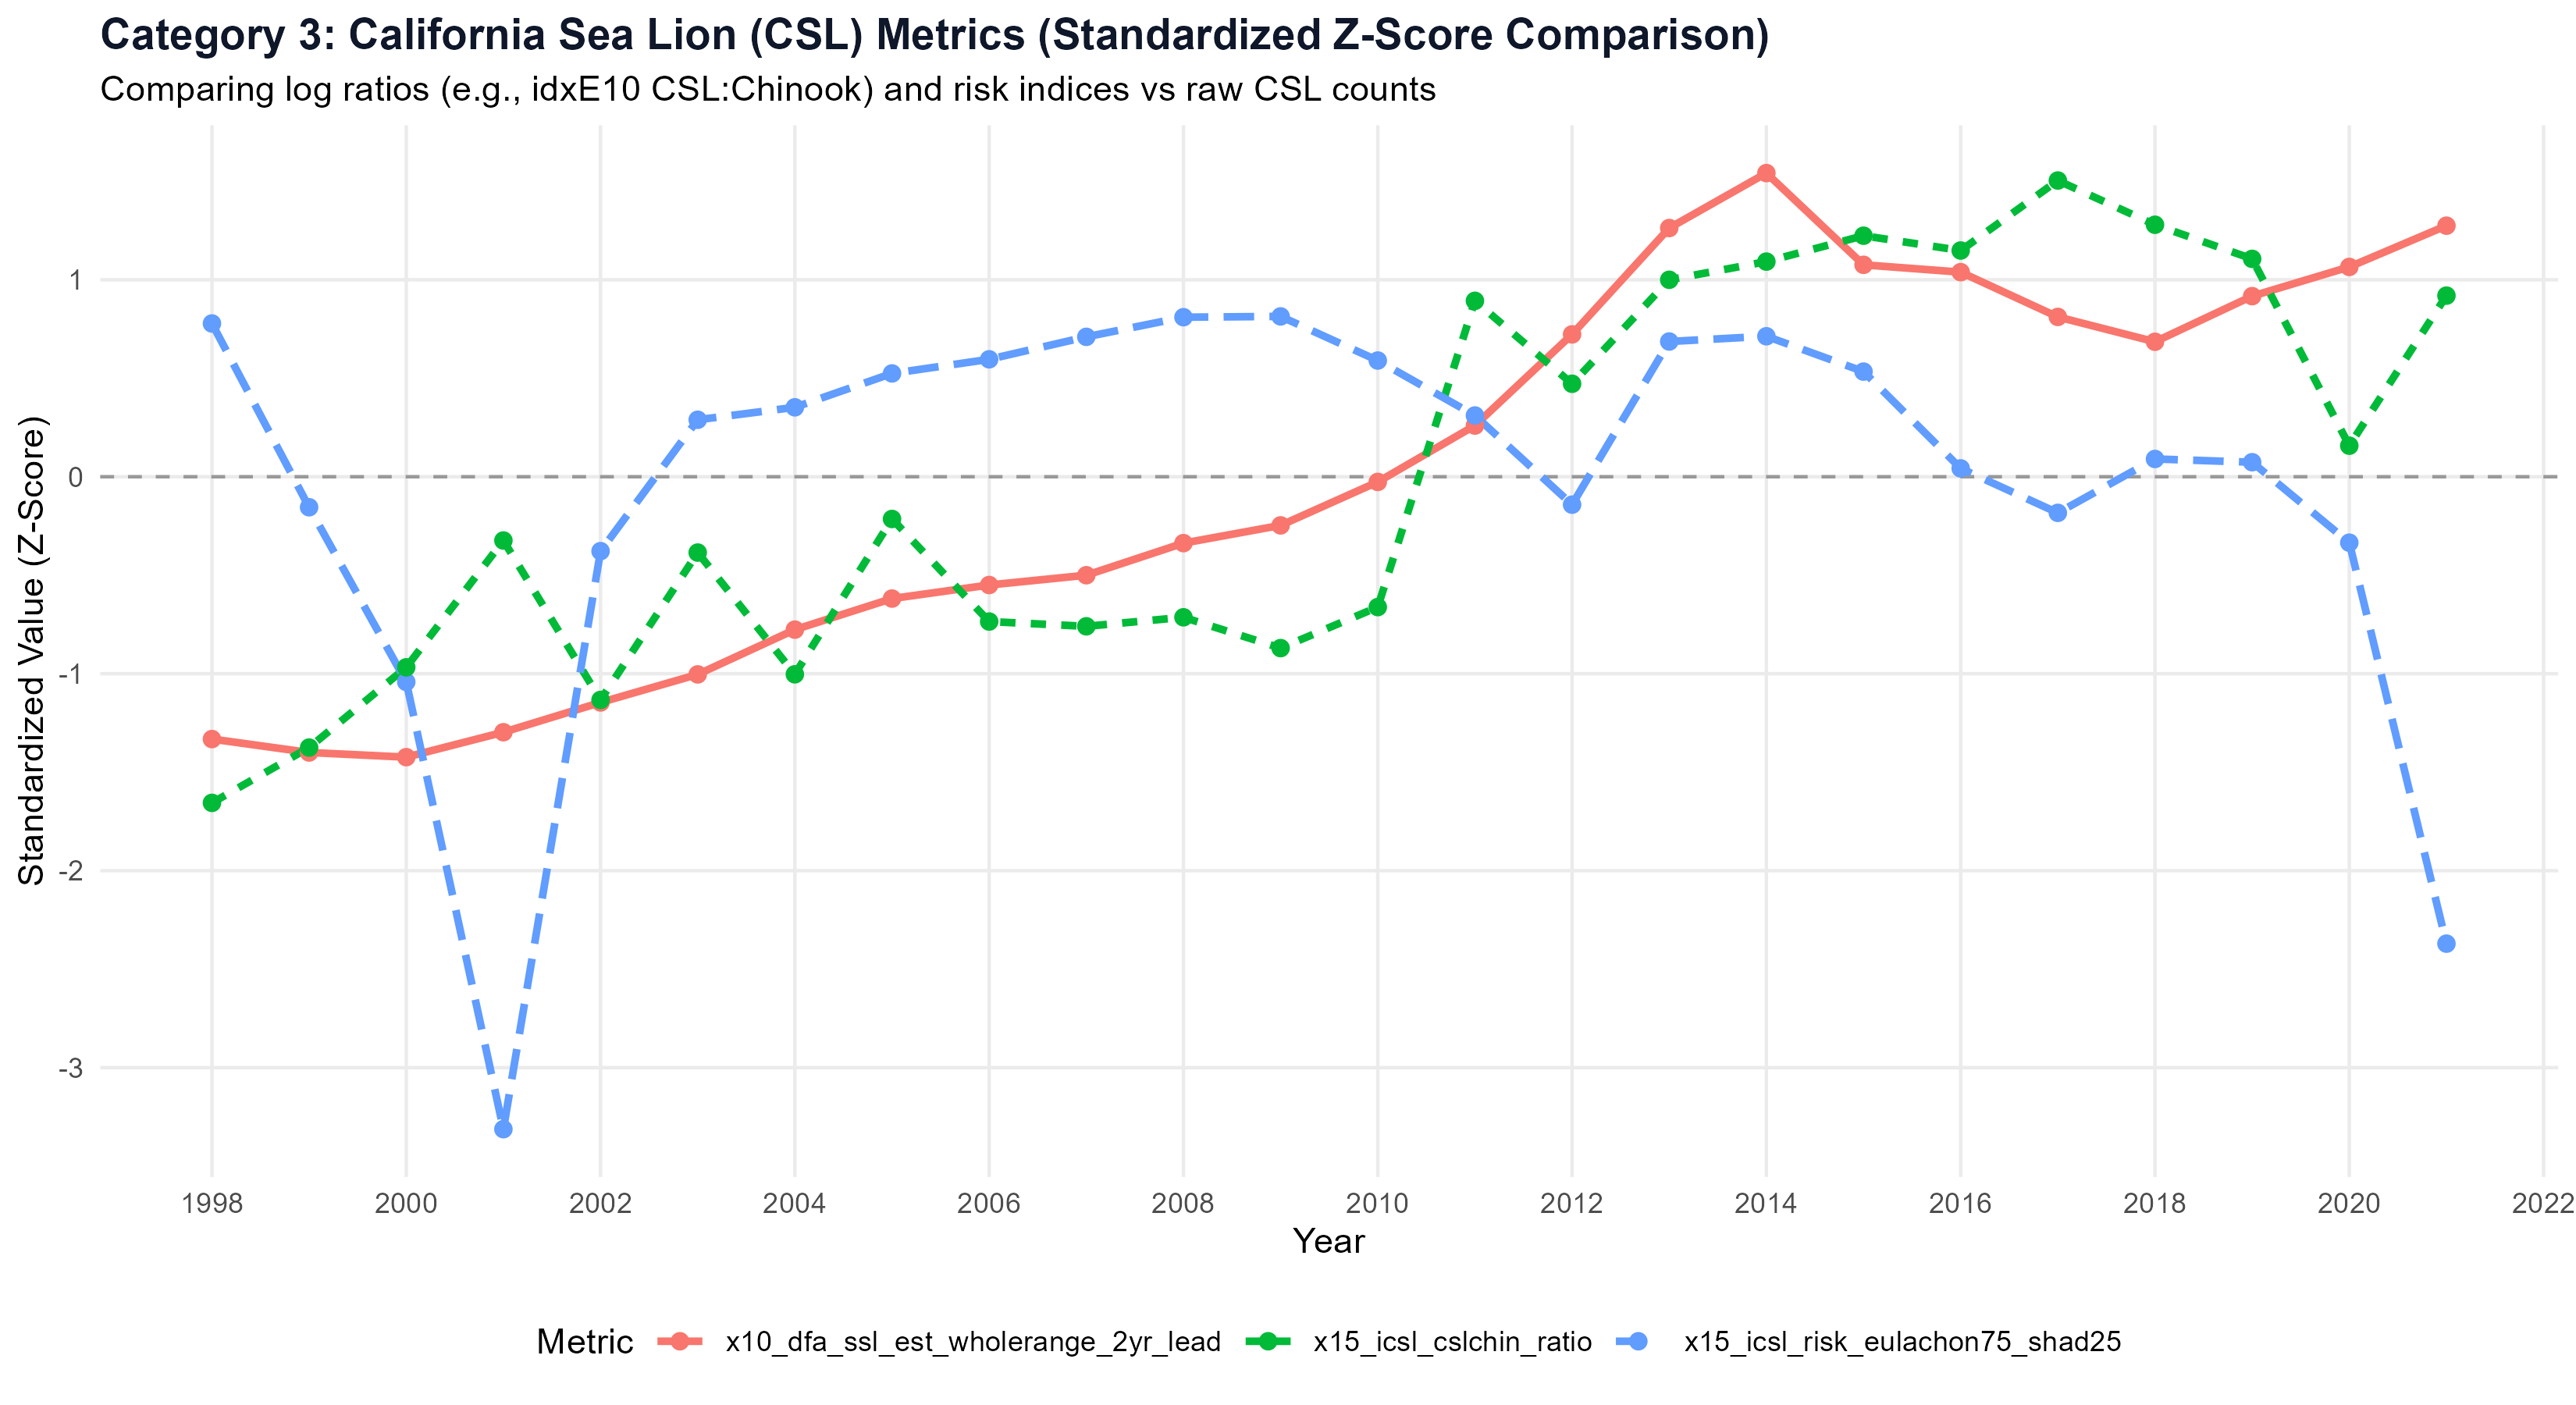 Category 3: California Sea Lion (CSL) Metrics (Standardized Z-Score Comparison)
Comparing log ratios (e.g., idxE10 CSL:Chinook) and risk indices vs raw CSL counts
Standardized Value (Z-Score)
1
0
-1
-2
-3
1998 2000 2002 2004 2006 2008 2010 2012 2014 2016 2018 2020 2022
Year
Metric x10_dfa_ssl_est_wholerange_2yr_lead x15_icsl_cslchin_ratio x15_icsl_risk_eulachon75_shad25